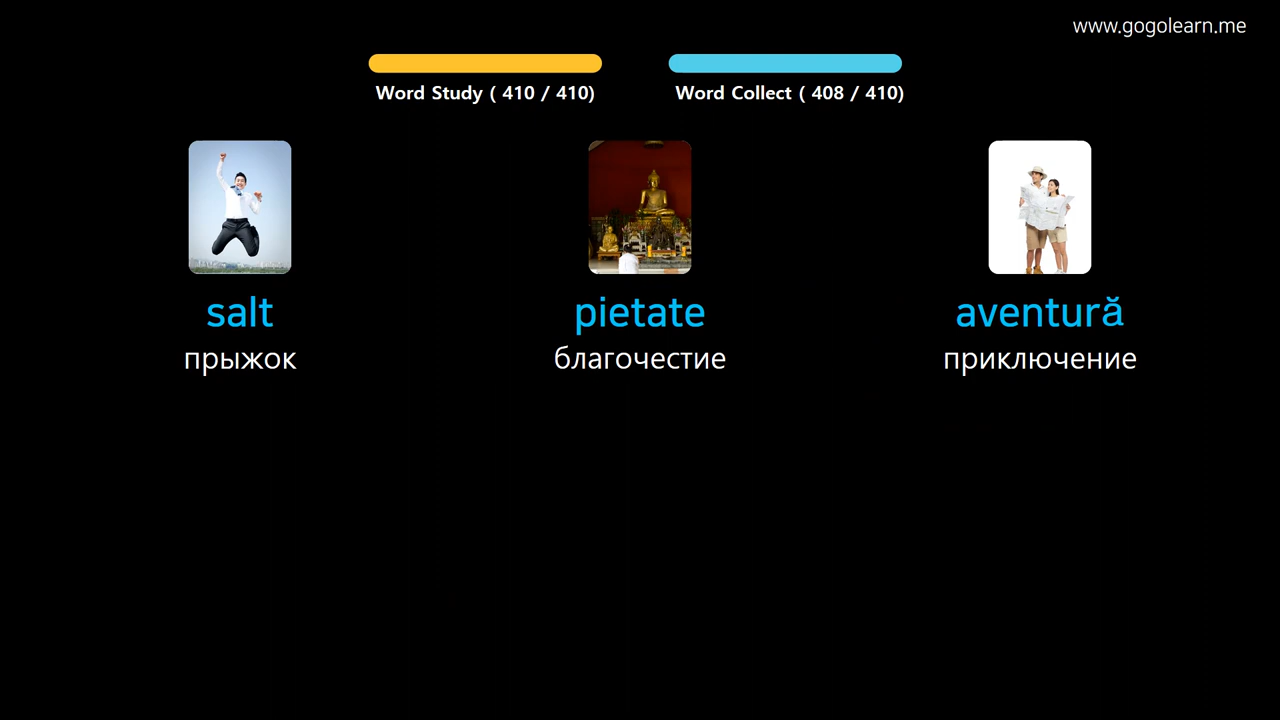 www.gogolearn.me
Word Study ( 410 / 410)
Word Collect ( 408 / 410)
salt
прыжок
pietate
благочестие
aventură
приключение